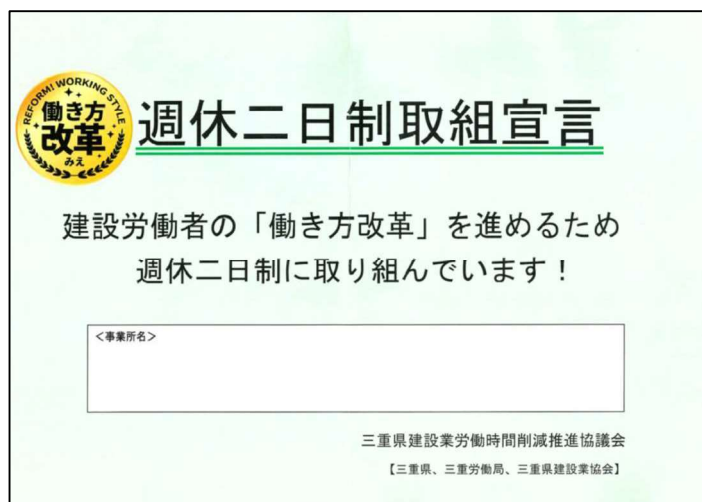 REFORM! WORKING STYLE
働き方
改革
みえ
週休二日制取組宣言
建設労働者の「働き方改革」を進めるため
週休二日制に取り組んでいます！
＜事業所名＞
三重県建設業労働時間削減推進協議会
【三重県、三重労働局、三重県建設業協会】